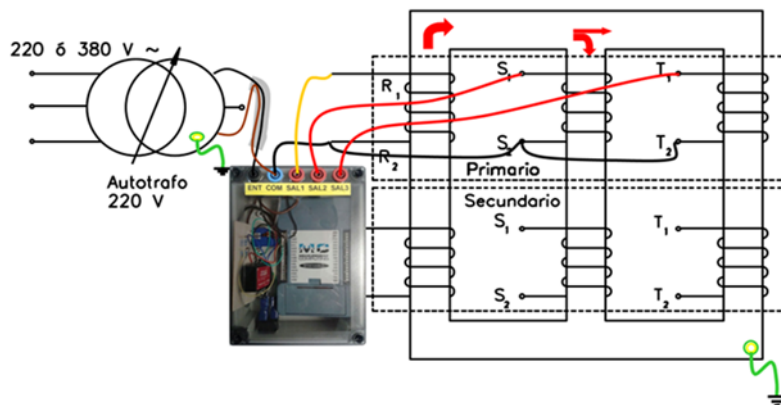 220 ó 380 V ~
Autotrafo
220 V
ENT COM SAL1 SAL2 SAL3
R1
R2
S1
S2
T1
T2
Primario
Secundario
S1
S2
T1
T2